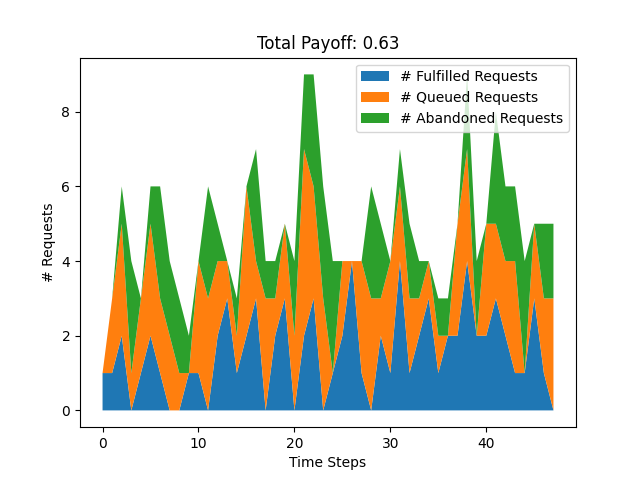 Total Payoff: 0.63
# Fulfilled Requests
# Queued Requests
# Abandoned Requests
# Requests
8
6
4
2
0
0 10 20 30 40
Time Steps